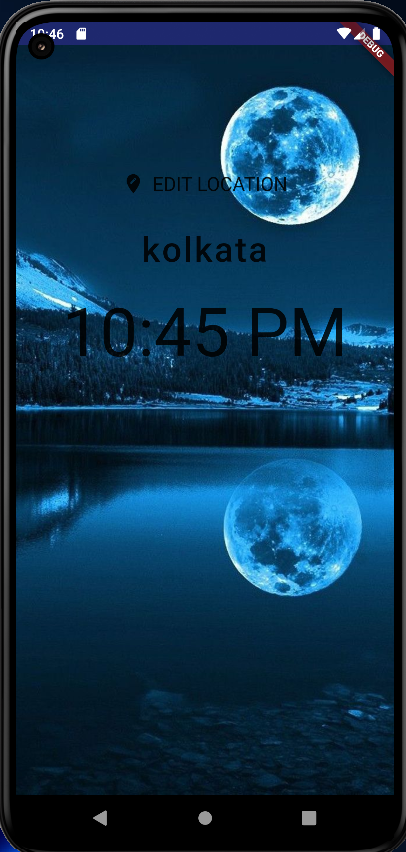 10:46
DEBUG
EDIT LOCATION
kolkata
10:45 PM